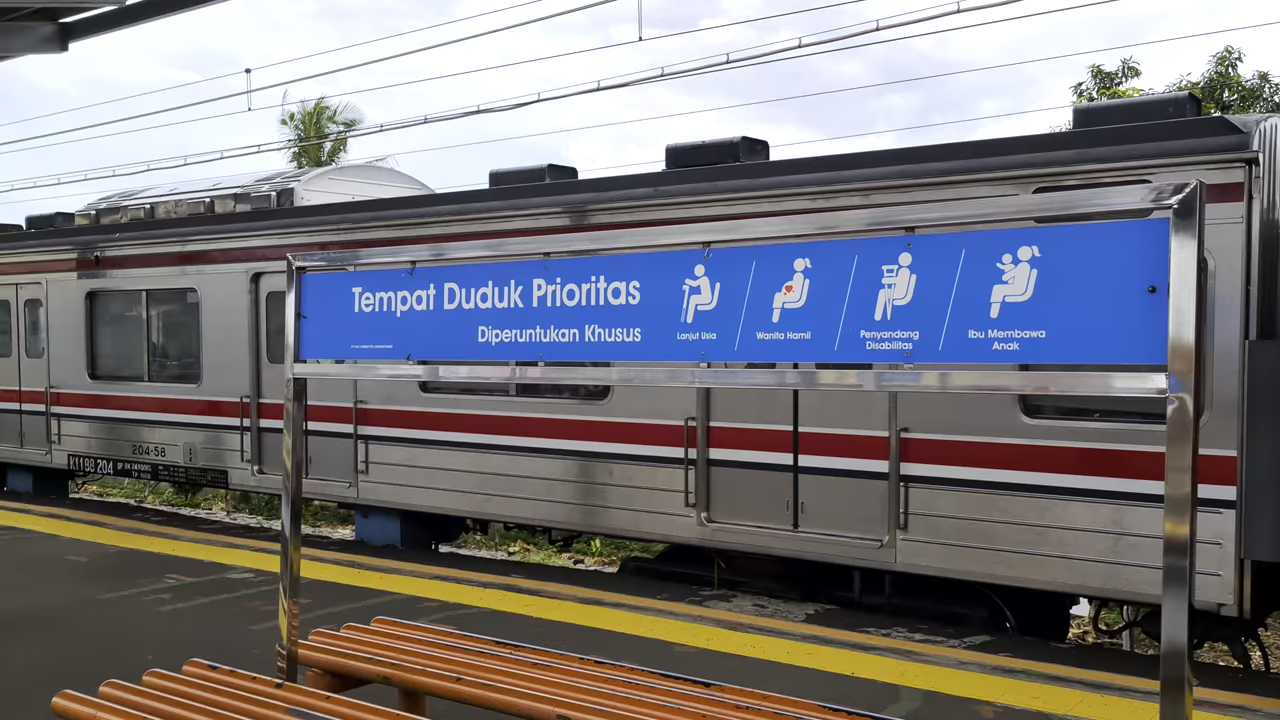 Tempat Duduk Prioritas
Diperuntukan Khusus
Lanjut Usia
Wanita Hamil
Penyandang
Disabilitas
Ibu Membawa
Anak
204-58
K1 1 98 204